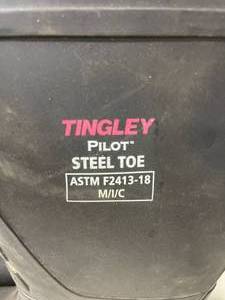 TINGLEY
PILOT™
STEEL TOE
ASTM F2413-18
M/I/C